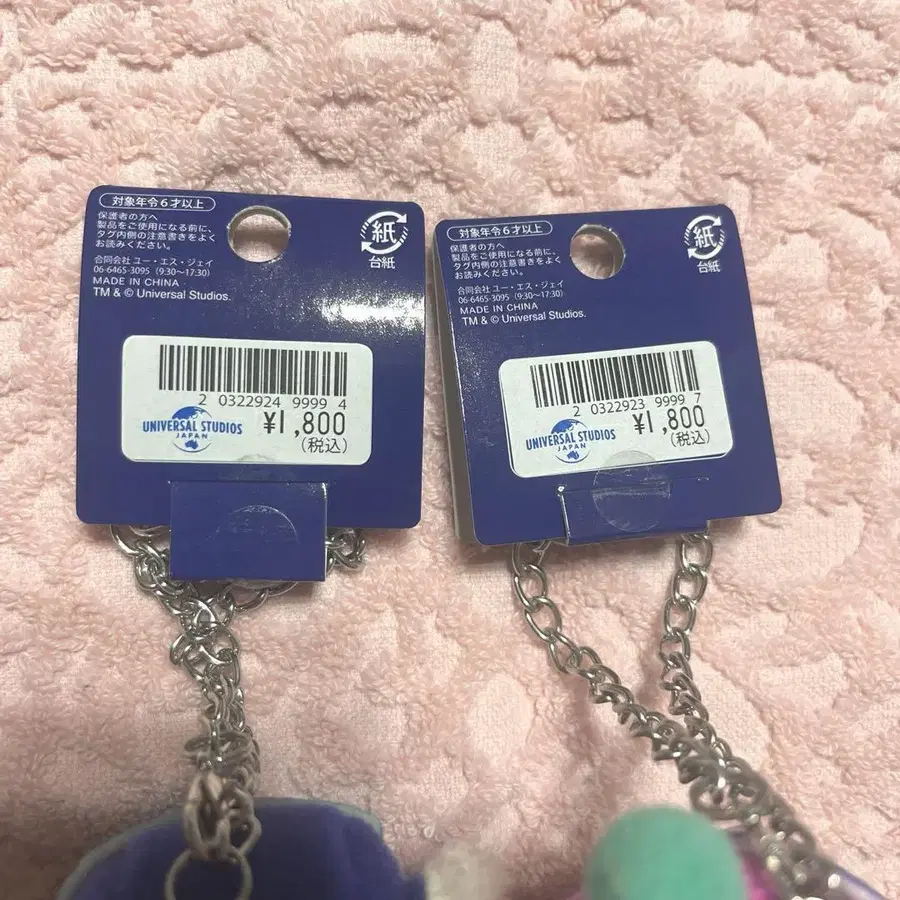 対象年令6才以上
保護者の方へ
製品をご使用になる前に、
タグ内側の注意書きをよく
お読みください。
合同会社 ユー・エス・ジェイ
06-6465-3095（9:30～17:30）
MADE IN CHINA
TM & © Universal Studios.
紙
台紙
2 0322924 9999 4
UNIVERSAL STUDIOS
JAPAN
¥1,800
(税込)
対象年令6才以上
保護者の方へ
製品をご使用になる前に、
タグ内側の注意書きをよく
お読みください。
合同会社 ユー・エス・ジェイ
06-6465-3095（9:30～17:30）
MADE IN CHINA
TM & © Universal Studios.
紙
台紙
2 0322923 9999 7
UNIVERSAL STUDIOS
JAPAN
¥1,800
(税込)